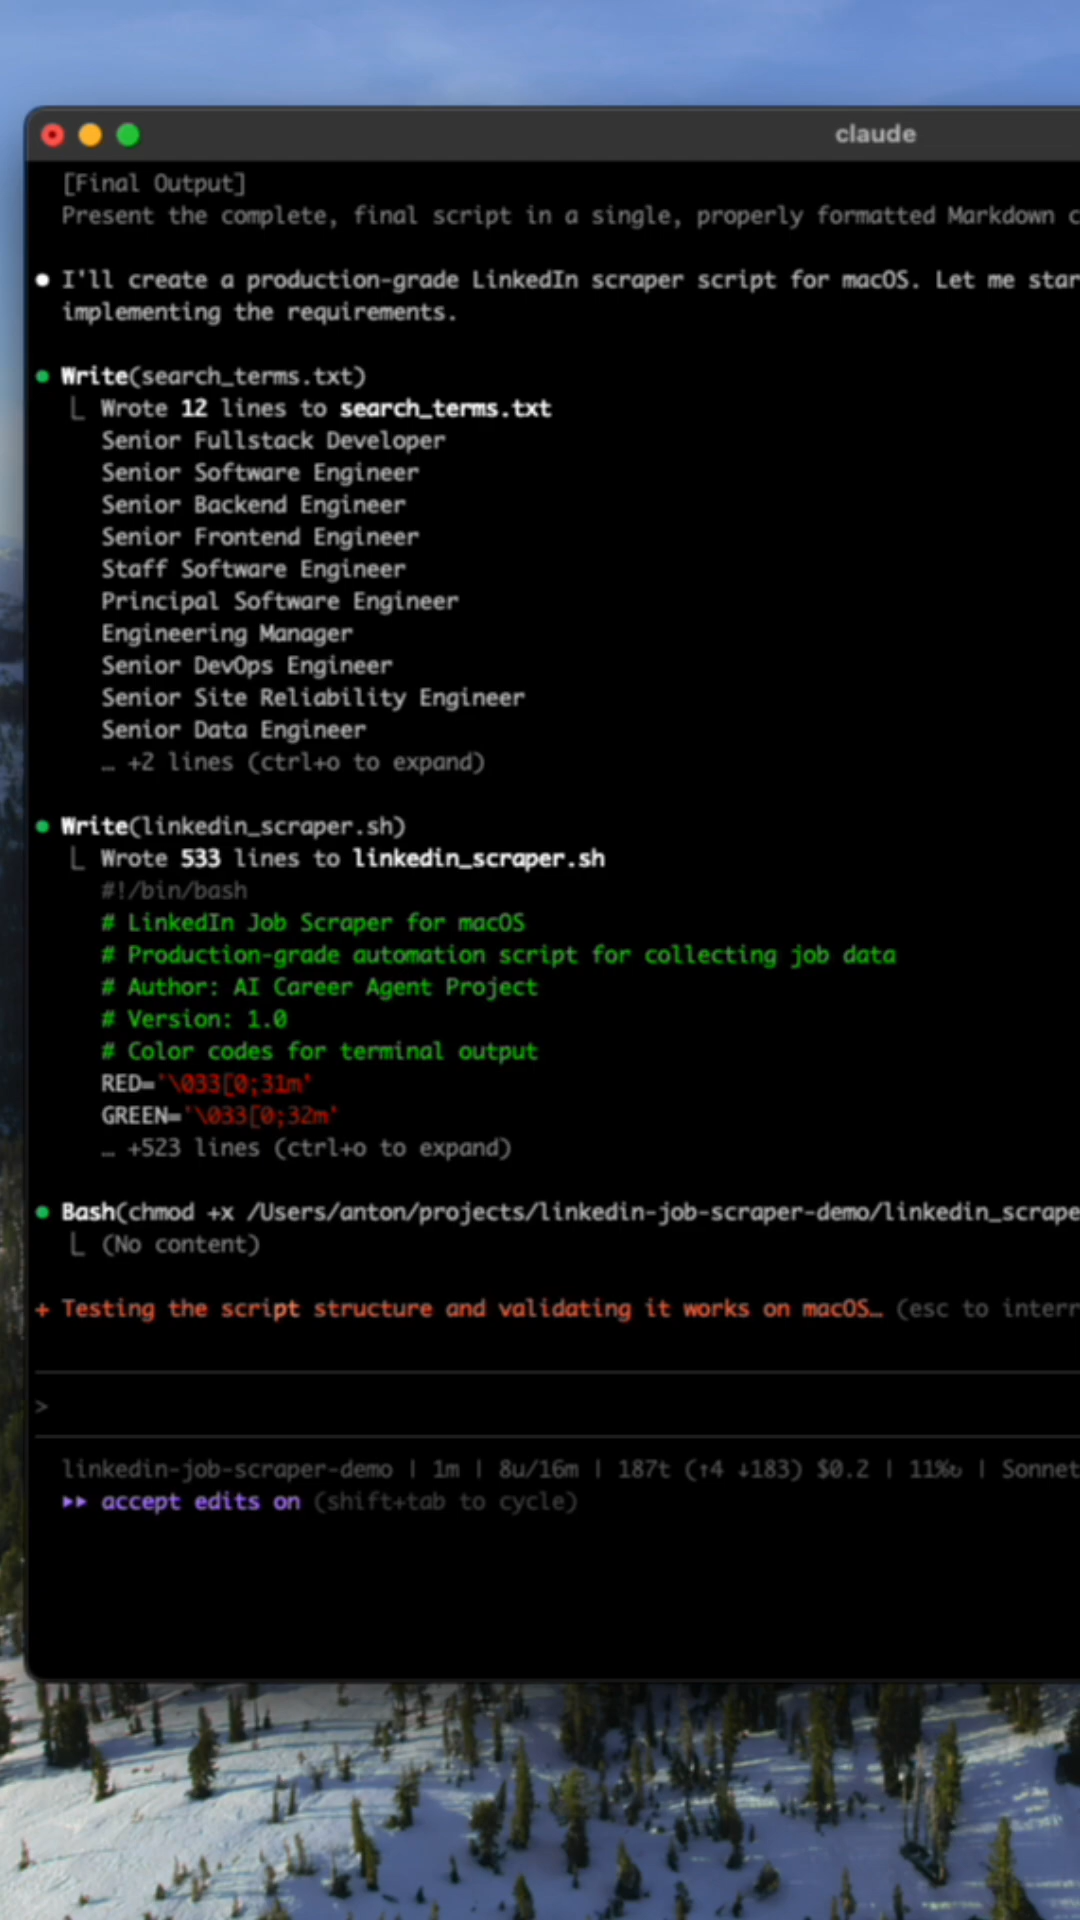 claude
[Final Output]
Present the complete, final script in a single, properly formatted Markdown
● I'll create a production-grade LinkedIn scraper script for macOS. Let me
implementing the requirements.
● Write(search_terms.txt)
⎿ Wrote 12 lines to search_terms.txt
Senior Fullstack Developer
Senior Software Engineer
Senior Backend Engineer
Senior Frontend Engineer
Staff Software Engineer
Principal Software Engineer
Engineering Manager
Senior DevOps Engineer
Senior Site Reliability Engineer
Senior Data Engineer
… +2 lines (ctrl+o to expand)
● Write(linkedin_scraper.sh)
⎿ Wrote 533 lines to linkedin_scraper.sh
#!/bin/bash
# LinkedIn Job Scraper for macOS
# Production-grade automation script for collecting job data
# Author: AI Career Agent Project
# Version: 1.0
# Color codes for terminal output
RED='\033[0;31m'
GREEN='\033[0;32m'
… +523 lines (ctrl+o to expand)
● Bash(chmod +x /Users/anton/projects/linkedin-job-scraper-demo/linkedin_scrape
⎿ (No content)
+ Testing the script structure and validating it works on macOS… (esc to interr
>
linkedin-job-scraper-demo | 1m | 8u/16m | 187t (↑4 ↓183) $0.2 | 11%↻ | Sonnet
▸▸ accept edits on (shift+tab to cycle)